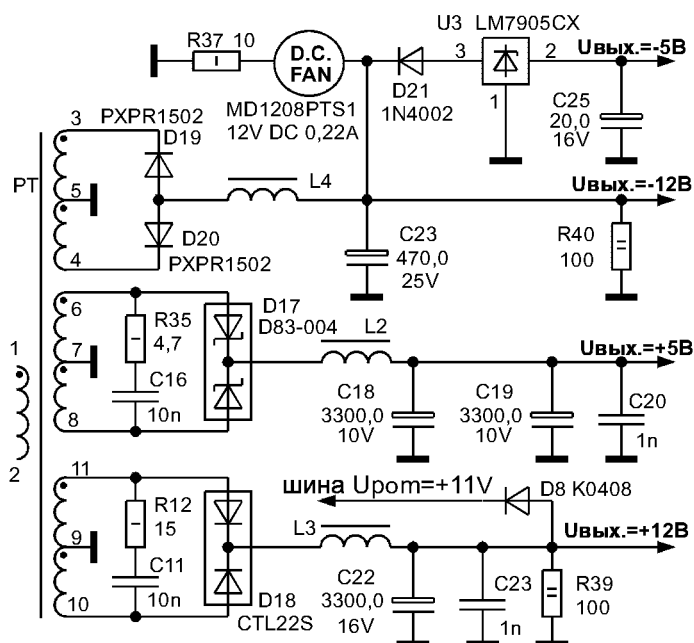 U3 LM7905CX
R37 10
D.C.
FAN
3
2
Uвых.=-5В
1
D21
1N4002
MD1208PTS1
12V DC 0,22A
C25
20,0
16V
3
PXPR1502
D19
PT
5
L4
Uвых.=-12В
D20
4
PXPR1502
C23
470,0
25V
R40
100
6
R35
4,7
D17
D83-004
L2
Uвых.=+5В
1
7
C16
10n
C18
3300,0
10V
C19
3300,0
10V
C20
1n
8
2
11
шина Upom=+11V
D8 K0408
R12
15
L3
Uвых.=+12В
9
C11
10n
C22
3300,0
16V
C23
1n
R39
100
10
D18
CTL22S